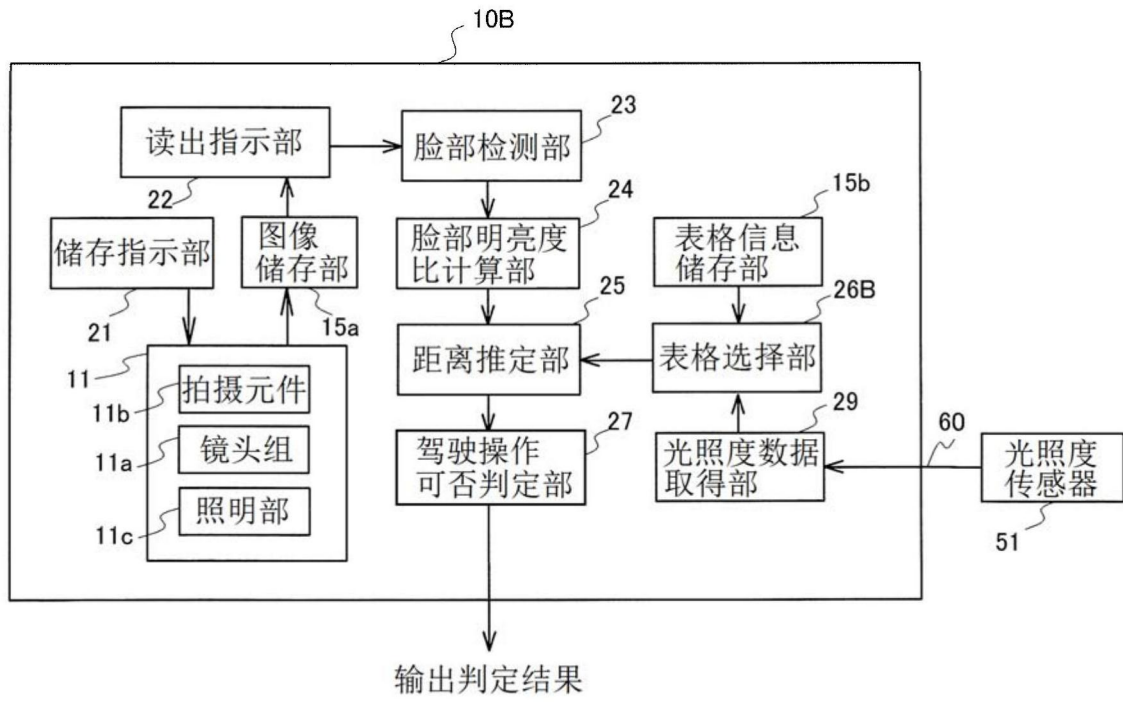 10B
读出指示部
22
脸部检测部
23
储存指示部
21
图像
储存部
15a
脸部明亮度
比计算部
24
表格信息
储存部
15b
距离推定部
25
表格选择部
26B
11
拍摄元件
11b
镜头组
11a
照明部
11c
驾驶操作
可否判定部
27
光照度数据
取得部
29
60
光照度
传感器
51
输出判定结果